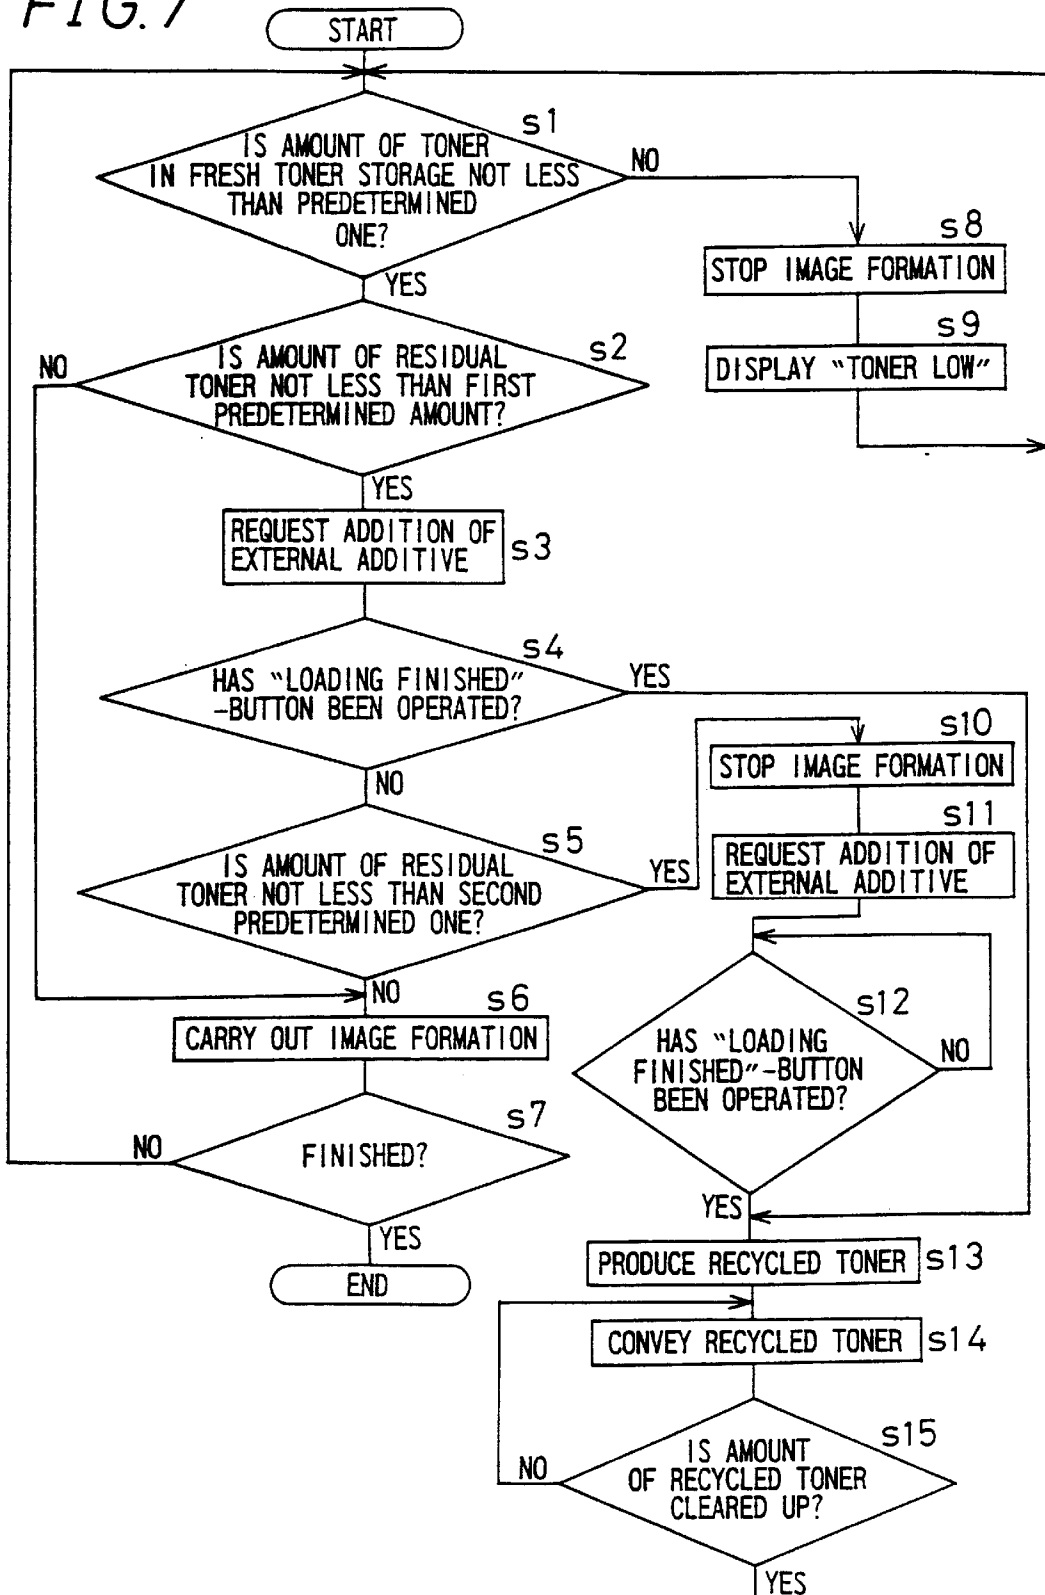 FIG. 7
START
s1
IS AMOUNT OF TONER
IN FRESH TONER STORAGE NOT LESS
THAN PREDETERMINED
ONE?
NO
YES
s8
STOP IMAGE FORMATION
s9
DISPLAY "TONER LOW"
s2
NO
IS AMOUNT OF RESIDUAL
TONER NOT LESS THAN FIRST
PREDETERMINED AMOUNT?
YES
REQUEST ADDITION OF
EXTERNAL ADDITIVE
s3
s4
HAS "LOADING FINISHED"
-BUTTON BEEN OPERATED?
YES
NO
s10
STOP IMAGE FORMATION
s11
REQUEST ADDITION OF
EXTERNAL ADDITIVE
s5
IS AMOUNT OF RESIDUAL
TONER NOT LESS THAN SECOND
PREDETERMINED ONE?
YES
NO
s6
CARRY OUT IMAGE FORMATION
s12
HAS "LOADING
FINISHED"-BUTTON
BEEN OPERATED?
NO
YES
s7
NO
FINISHED?
YES
END
PRODUCE RECYCLED TONER
s13
CONVEY RECYCLED TONER
s14
s15
IS AMOUNT
OF RECYCLED TONER
CLEARED UP?
NO
YES